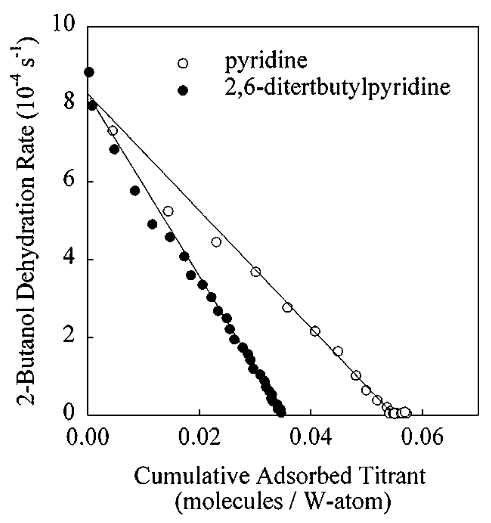 10
8
6
4
2
0
0.00
0.02
0.04
0.06
2-Butanol Dehydration Rate (10⁻⁴ s⁻¹)
pyridine
2,6-ditertbutylpyridine
Cumulative Adsorbed Titrant
(molecules / W-atom)